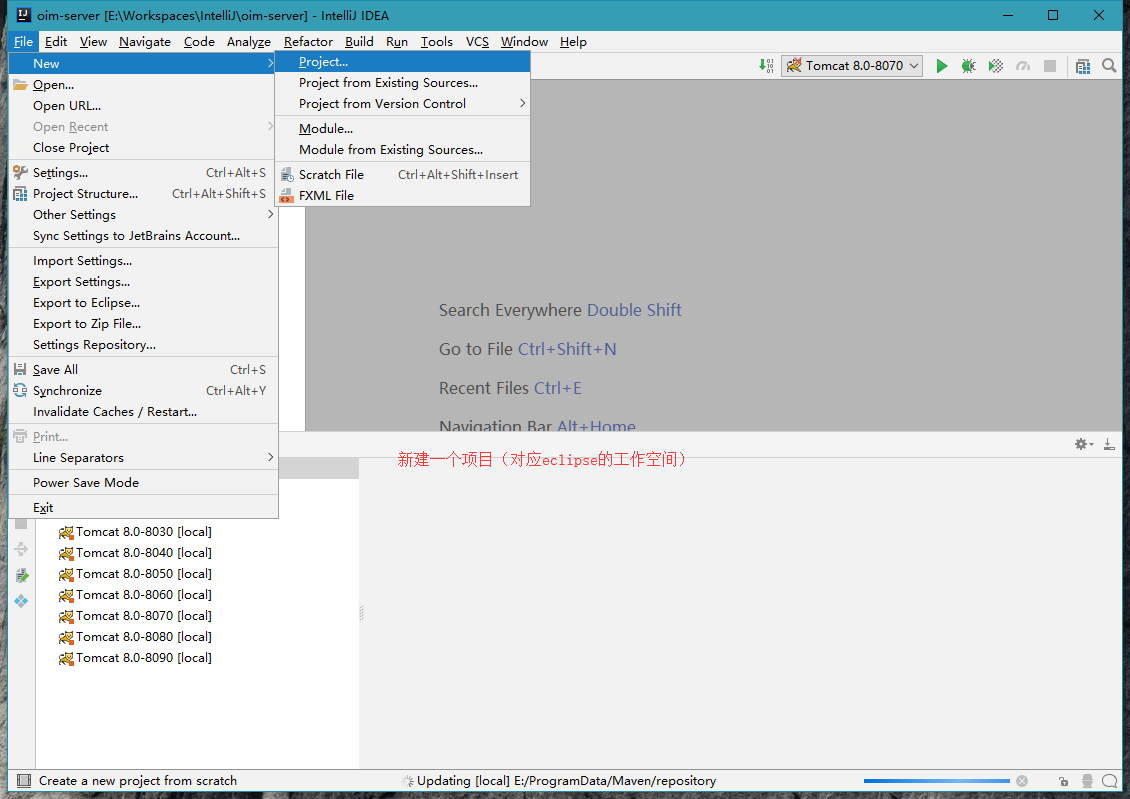 oim-server [E:\Workspaces\IntelliJ\oim-server] - IntelliJ IDEA
File Edit View Navigate Code Analyze Refactor Build Run Tools VCS Window Help
New
Project...
Tomcat 8.0-8070
Open...
Project from Existing Sources...
Open URL...
Project from Version Control
Open Recent
Module...
Close Project
Module from Existing Sources...
Settings... Ctrl+Alt+S
Scratch File Ctrl+Alt+Shift+Insert
Project Structure... Ctrl+Alt+Shift+S
FXML File
Other Settings
Sync Settings to JetBrains Account...
Import Settings...
Export Settings...
Export to Eclipse...
Export to Zip File...
Settings Repository...
Save All Ctrl+S
Synchronize Ctrl+Alt+Y
Invalidate Caches / Restart...
Print...
Line Separators
Power Save Mode
Exit
Search Everywhere Double Shift
Go to File Ctrl+Shift+N
Recent Files Ctrl+E
Navigation Bar Alt+Home
新建一个项目（对应eclipse的工作空间）
Tomcat 8.0-8030 [local]
Tomcat 8.0-8040 [local]
Tomcat 8.0-8050 [local]
Tomcat 8.0-8060 [local]
Tomcat 8.0-8070 [local]
Tomcat 8.0-8080 [local]
Tomcat 8.0-8090 [local]
Create a new project from scratch
Updating [local] E:/ProgramData/Maven/repository